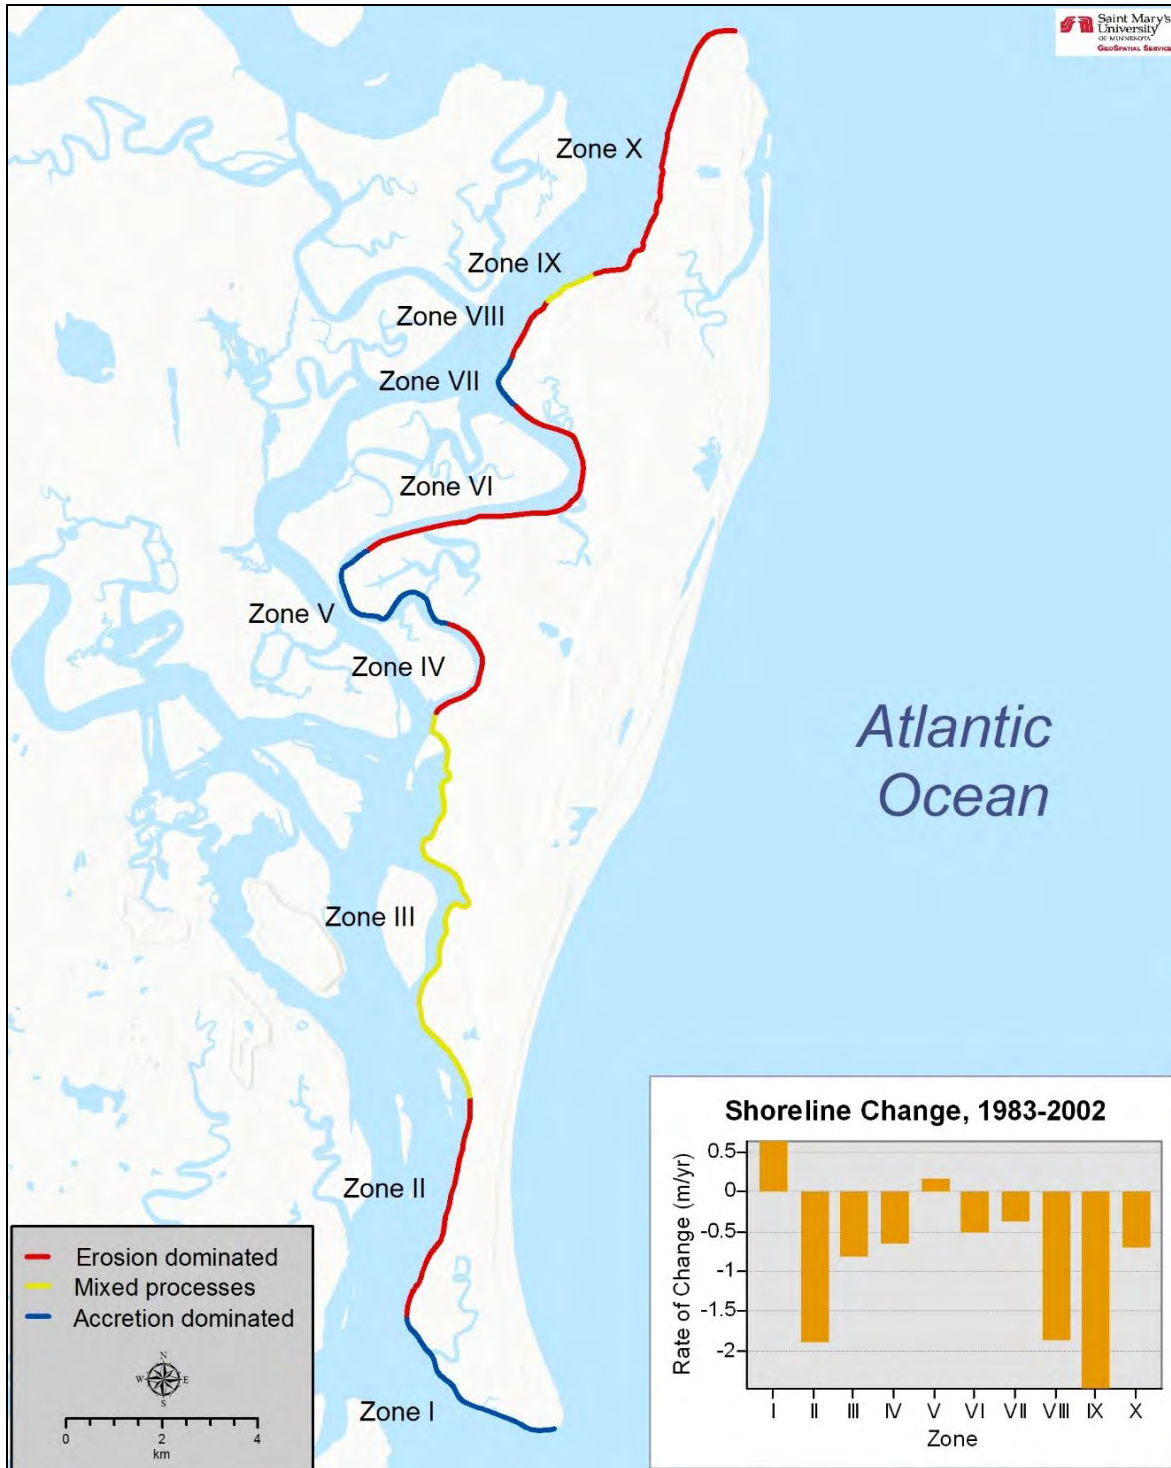 Saint Mary's
University
OF MINNESOTA
GEOSPATIAL SERVICE
Zone X
Zone IX
Zone VIII
Zone VII
Zone VI
Zone V
Zone IV
Atlantic
Ocean
Zone III
Zone II
Zone I
Erosion dominated
Mixed processes
Accretion dominated
N
W E
S
0 2 4
km
Shoreline Change, 1983-2002
Rate of Change (m/yr)
0.5
0
-0.5
-1
-1.5
-2
I II III IV V VI VII VIII IX X
Zone